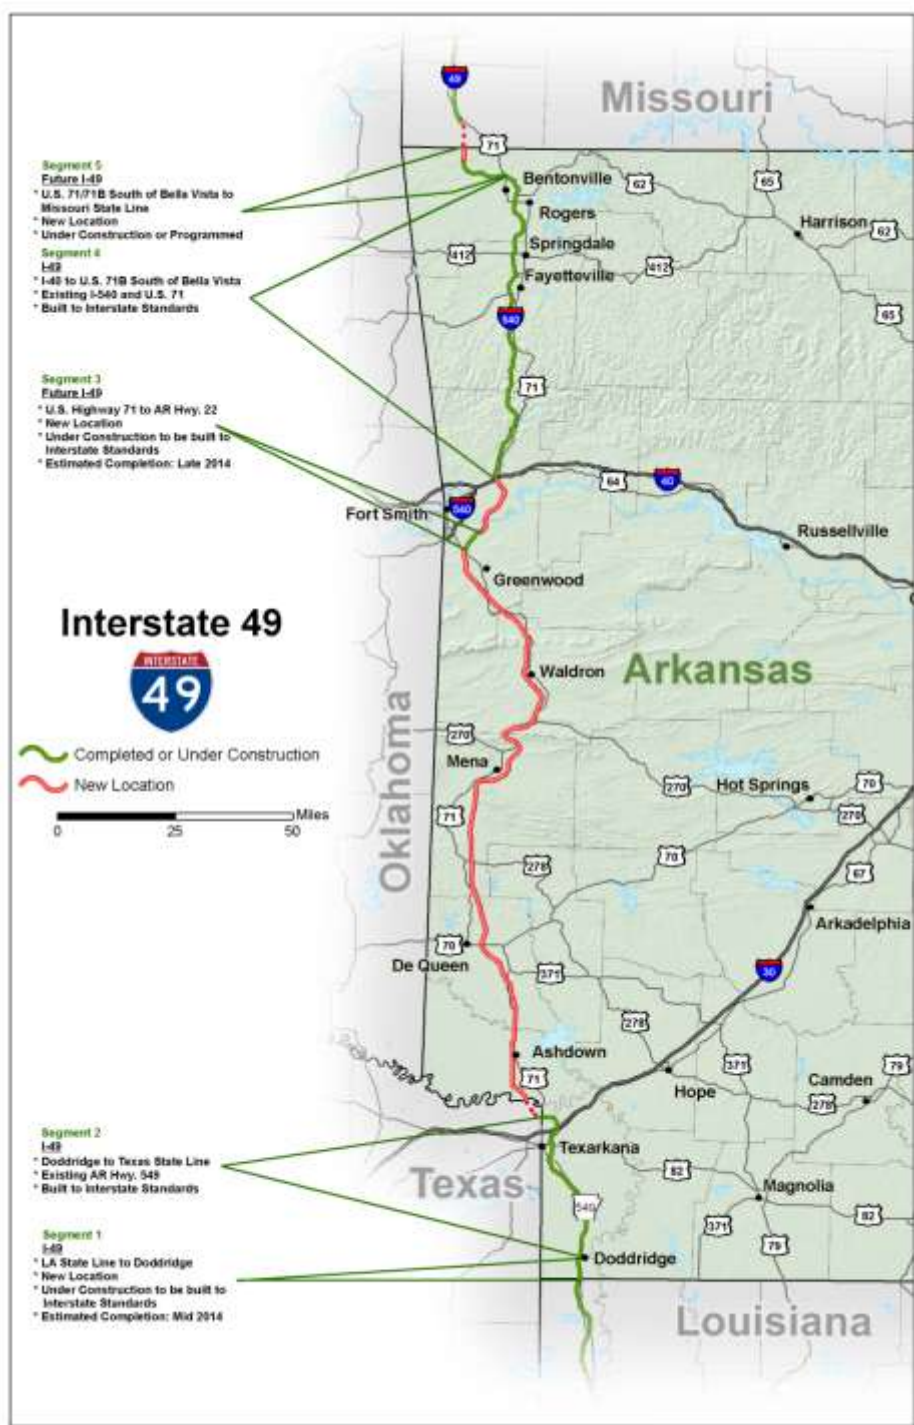 49
Missouri
71
Segment 5
Future I-49
* U.S. 71/71B South of Bella Vista to
Missouri State Line
* New Location
* Under Construction or Programmed
Bentonville
62
65
Rogers
Harrison
62
Segment 4
I-49
* I-40 to U.S. 71B South of Bella Vista
* Existing I-540 and U.S. 71
* Built to Interstate Standards
412
Springdale
412
Fayetteville
540
65
Segment 3
Future I-49
* U.S. Highway 71 to AR Hwy. 22
* New Location
* Under Construction to be built to
Interstate Standards
* Estimated Completion: Late 2014
71
64
40
Fort Smith
540
Russellville
Greenwood
Interstate 49
INTERSTATE
49
Waldron
Arkansas
Oklahoma
Completed or Under Construction
New Location
Miles
0
25
50
270
Mena
270
Hot Springs
70
270
71
278
70
67
Arkadelphia
70
De Queen
371
30
278
Ashdown
71
Hope
371
Camden
79
278
Segment 2
I-49
* Doddridge to Texas State Line
* Existing AR Hwy. 549
* Built to Interstate Standards
Texarkana
Texas
82
Magnolia
549
371
82
79
Segment 1
I-49
* LA State Line to Doddridge
* New Location
* Under Construction to be built to
Interstate Standards
* Estimated Completion: Mid 2014
Doddridge
Louisiana